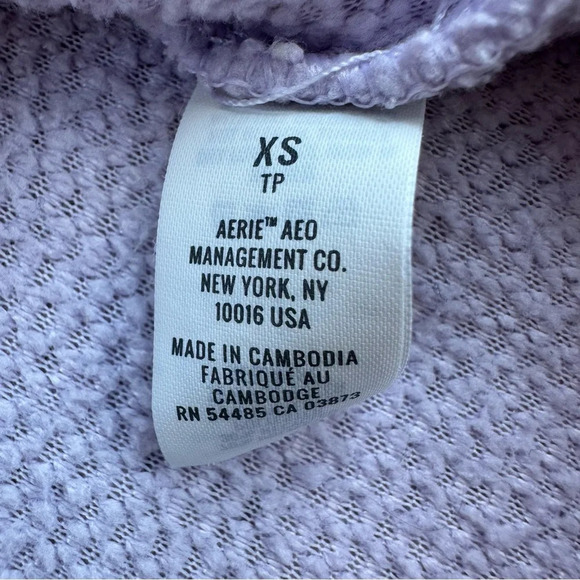 XS
TP
AERIE™ AEO
MANAGEMENT CO.
NEW YORK, NY
10016 USA
MADE IN CAMBODIA
FABRIQUÉ AU
CAMBODGE
RN 54485 CA 03873